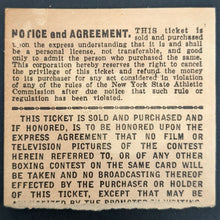 NOTICE and AGREEMENT. THIS ticket is
sold and purchased
upon the express understanding that it is and shall
be a personal license, not transferable, and good
only to admit the person who purchased the same.
This corporation hereby reserves the right to cancel
the privilege of this ticket and refund the money
to its purchaser for any act considered in violation
of any of the rules of the New York State Athletic
Commission after due notice that such rule or
regulation has been violated.
THIS TICKET IS SOLD AND PURCHASED AND
IF HONORED, IS TO BE HONORED UPON THE
EXPRESS AGREEMENT THAT NO FILM OR
TELEVISION PICTURES OF THE CONTEST
HEREIN REFERRED TO, OR OF ANY OTHER
BOXING CONTEST ON THE SAME CARD WILL
BE TAKEN AND NO BROADCASTING THEREOF
EFFECTED BY THE PURCHASER OR HOLDER
OF THIS TICKET, EXCEPT THAT MAY BE